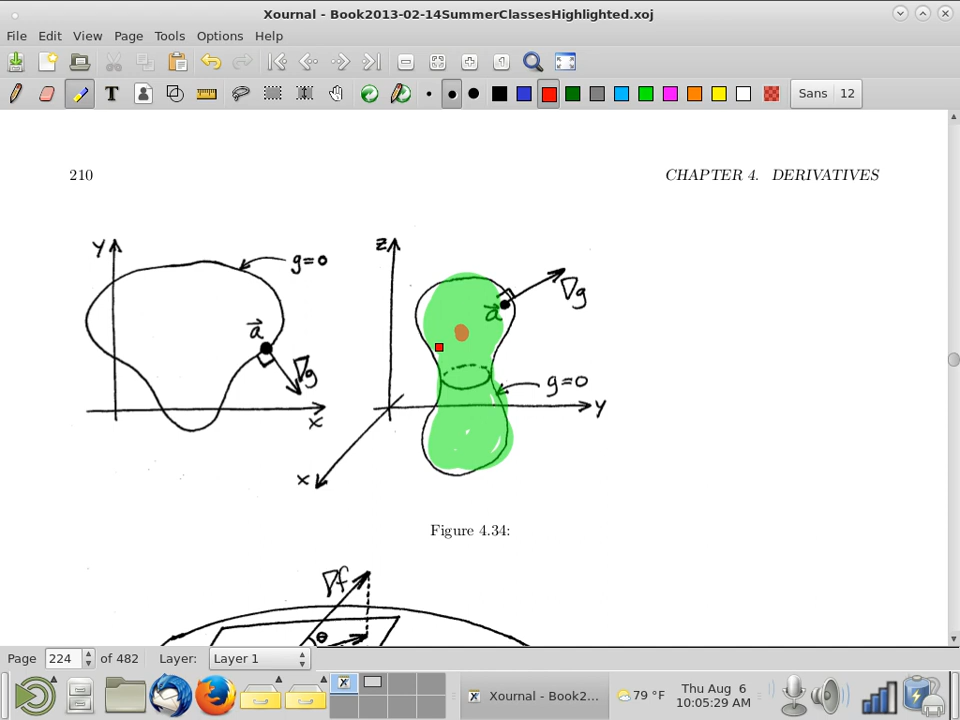 Xournal - Book2013-02-14SummerClassesHighlighted.xoj
File Edit View Page Tools Options Help
Sans 12
210 CHAPTER 4. DERIVATIVES
y
g=0
a
∇g
x
z
a
∇g
g=0
y
x
Figure 4.34:
∇f
θ
Page 224 of 482 Layer: Layer 1
Xournal - Book2...
79 °F
Thu Aug 6
10:05:29 AM